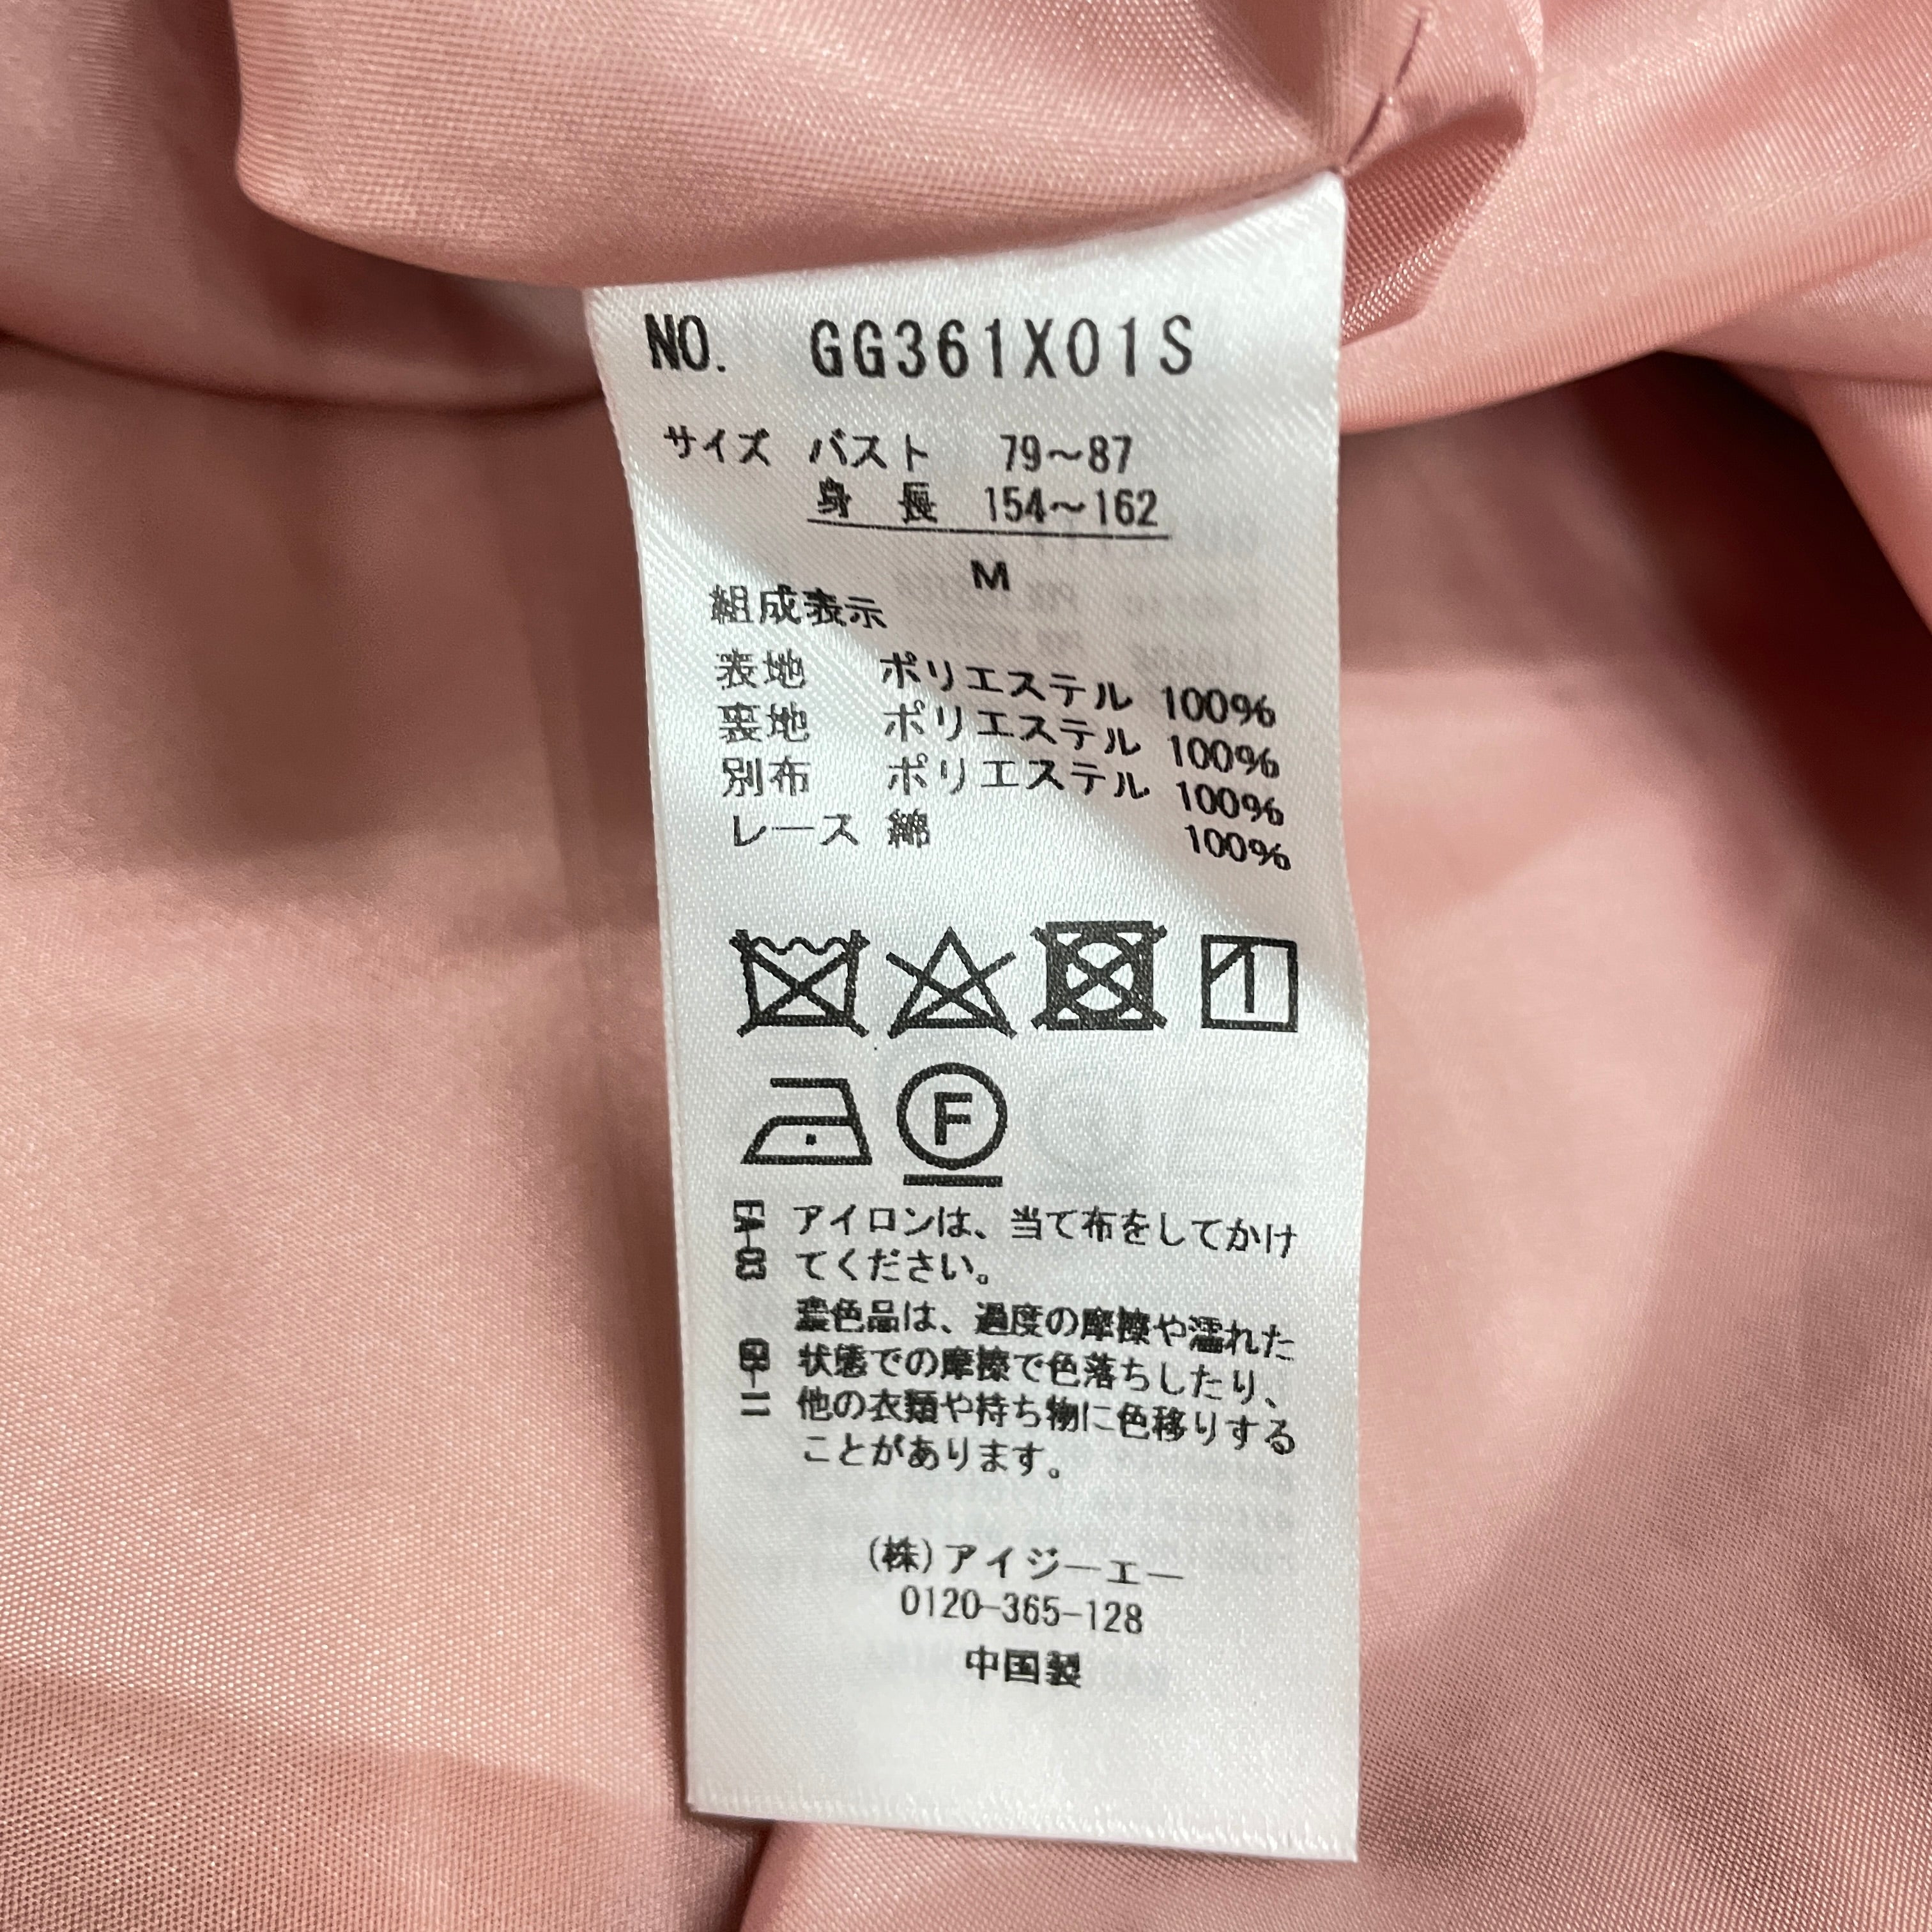 NO. GG361X01S
サイズ バスト 79～87
身 長 154～162
M
組成表示
表地 ポリエステル 100%
裏地 ポリエステル 100%
別布 ポリエステル 100%
レース 綿 100%
F
CA-03 アイロンは、当て布をしてかけ
てください。
濃色品は、過度の摩擦や濡れた
状態での摩擦で色落ちしたり、
他の衣類や持ち物に色移りする
ことがあります。
(株)アイジーエー
0120-365-128
中国製